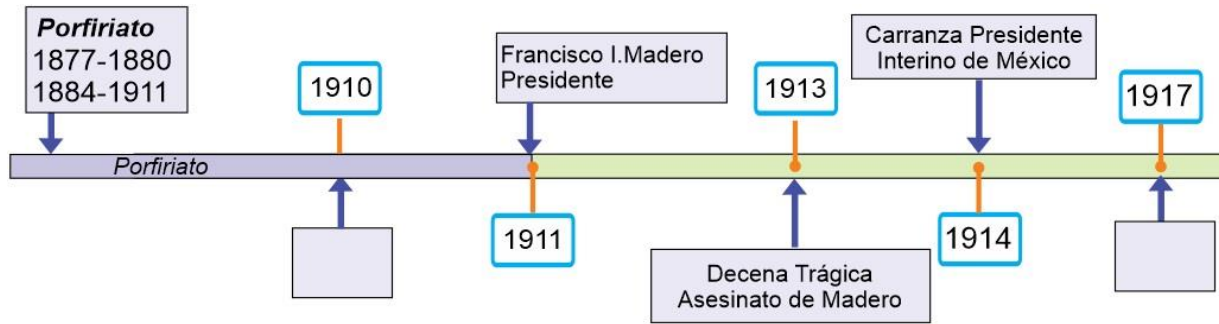 Porfiriato
1877-1880
1884-1911
1910
Francisco I.Madero
Presidente
1913
Carranza Presidente
Interino de México
1917
Porfiriato
1911
Decena Trágica
Asesinato de Madero
1914